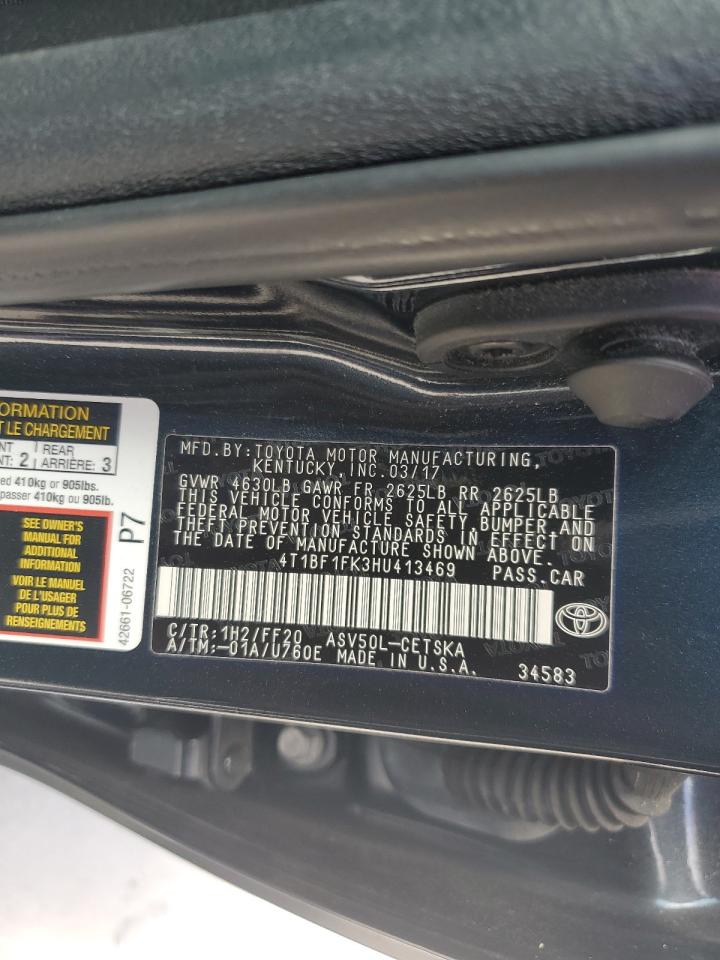 ORMATION
T LE CHARGEMENT
NT
: 2
REAR
ARRIÈRE: 3
ed 410kg or 905lbs.
passer 410kg ou 905lb.
SEE OWNER'S
MANUAL FOR
ADDITIONAL
INFORMATION
VOIR LE MANUEL
DE L'USAGER
POUR PLUS DE
RENSEIGNEMENTS
P7
42661-06722
MFD.BY:TOYOTA MOTOR MANUFACTURING,
KENTUCKY, INC. 03/17
GVWR 4630LB GAWR FR 2625LB RR 2625LB
THIS VEHICLE CONFORMS TO ALL APPLICABLE
FEDERAL MOTOR VEHICLE SAFETY, BUMPER AND
THEFT PREVENTION STANDARDS IN EFFECT ON
THE DATE OF MANUFACTURE SHOWN ABOVE.
4T1BF1FK3HU413469 PASS.CAR
C/TR:1H2/FF20 ASV50L-CETSKA
A/TM:-01A/U760E MADE IN U.S.A. 34583